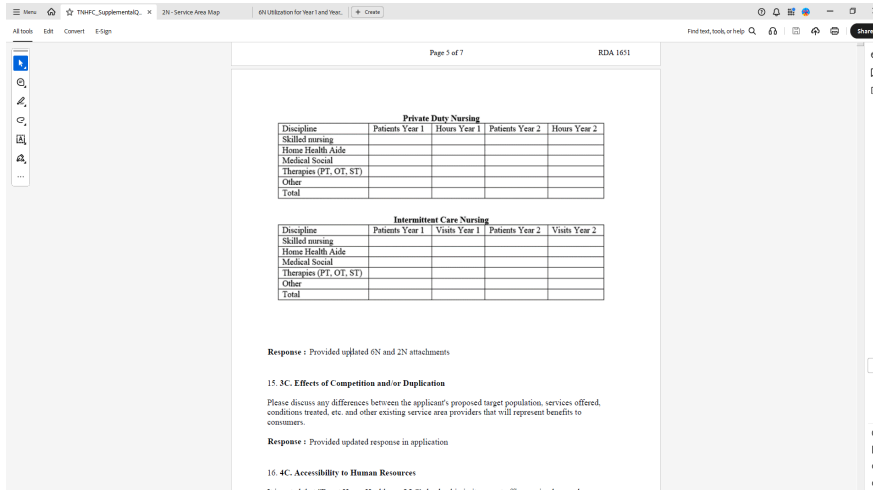 Menu TNHFC_SupplementalQ... × 2N - Service Area Map 6N Utilization for Year 1 and Year... + Create
All tools Edit Convert E-Sign Find text, tools, or help Share
Page 5 of 7 RDA 1651
Private Duty Nursing
Discipline Patients Year 1 Hours Year 1 Patients Year 2 Hours Year 2
Skilled nursing
Home Health Aide
Medical Social
Therapies (PT, OT, ST)
Other
Total
Intermittent Care Nursing
Discipline Patients Year 1 Visits Year 1 Patients Year 2 Visits Year 2
Skilled nursing
Home Health Aide
Medical Social
Therapies (PT, OT, ST)
Other
Total
Response : Provided updated 6N and 2N attachments
15. 3C. Effects of Competition and/or Duplication
Please discuss any differences between the applicant's proposed target population, services offered,
conditions treated, etc. and other existing service area providers that will represent benefits to
consumers.
Response : Provided updated response in application
16. 4C. Accessibility to Human Resources